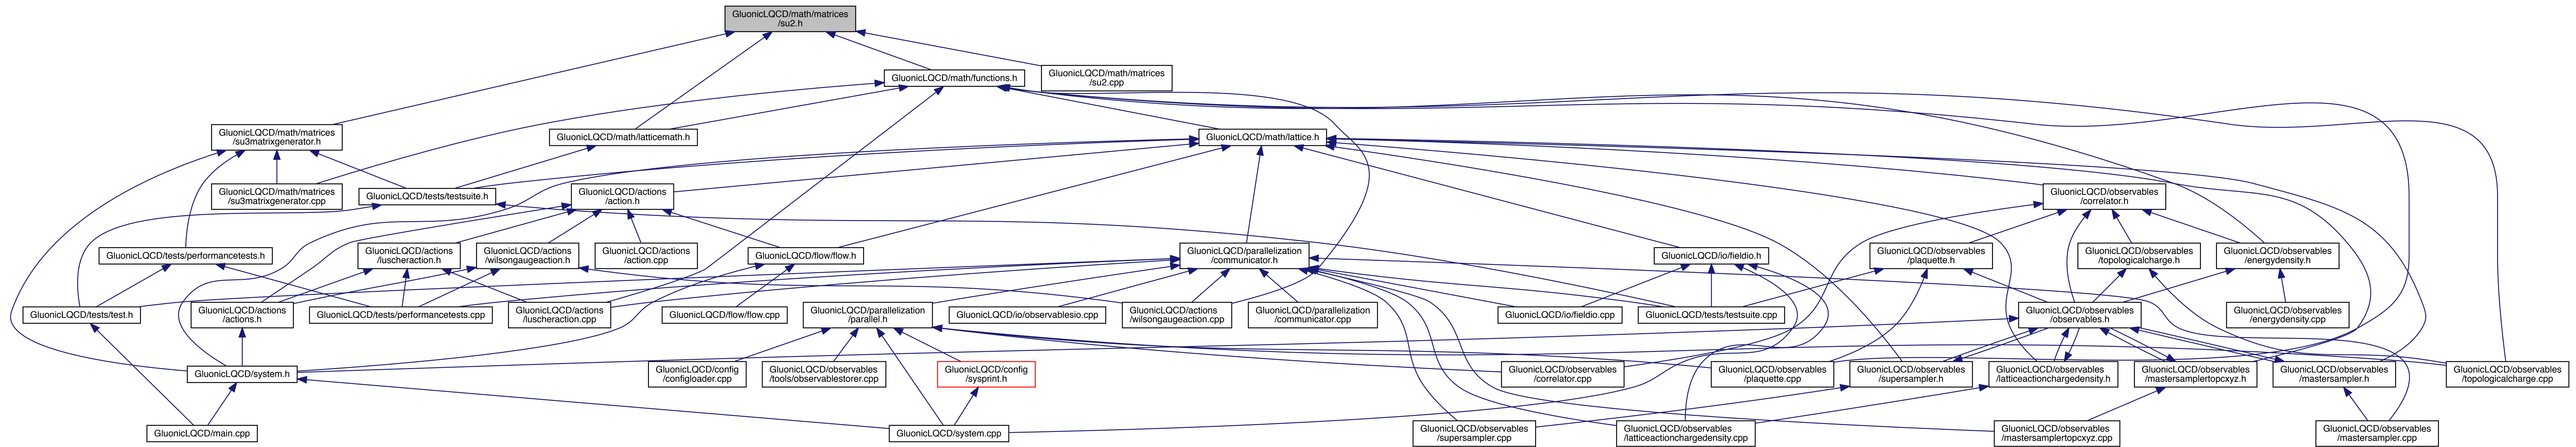 GluonicLQCD/math/matrices
/su2.h
GluonicLQCD/math/functions.h
GluonicLQCD/math/matrices
/su2.cpp
GluonicLQCD/math/matrices
/su3matrixgenerator.h
GluonicLQCD/math/latticemath.h
GluonicLQCD/math/lattice.h
GluonicLQCD/math/matrices
/su3matrixgenerator.cpp
GluonicLQCD/tests/testsuite.h
GluonicLQCD/actions
/action.h
GluonicLQCD/observables
/correlator.h
GluonicLQCD/tests/performancetests.h
GluonicLQCD/actions
/luscheraction.h
GluonicLQCD/actions
/wilsongaugeaction.h
GluonicLQCD/actions
/action.cpp
GluonicLQCD/flow/flow.h
GluonicLQCD/parallelization
/communicator.h
GluonicLQCD/io/fieldio.h
GluonicLQCD/observables
/plaquette.h
GluonicLQCD/observables
/topologicalcharge.h
GluonicLQCD/observables
/energydensity.h
GluonicLQCD/tests/test.h
GluonicLQCD/actions
/actions.h
GluonicLQCD/tests/performancetests.cpp
GluonicLQCD/actions
/luscheraction.cpp
GluonicLQCD/flow/flow.cpp
GluonicLQCD/parallelization
/parallel.h
GluonicLQCD/io/observablesio.cpp
GluonicLQCD/actions
/wilsongaugeaction.cpp
GluonicLQCD/parallelization
/communicator.cpp
GluonicLQCD/io/fieldio.cpp
GluonicLQCD/tests/testsuite.cpp
GluonicLQCD/observables
/observables.h
GluonicLQCD/observables
/energydensity.cpp
GluonicLQCD/system.h
GluonicLQCD/config
/configloader.cpp
GluonicLQCD/observables
/tools/observablestorer.cpp
GluonicLQCD/config
/sysprint.h
GluonicLQCD/observables
/correlator.cpp
GluonicLQCD/observables
/plaquette.cpp
GluonicLQCD/observables
/supersampler.h
GluonicLQCD/observables
/latticeactionchargedensity.h
GluonicLQCD/observables
/mastersamplertopcxyz.h
GluonicLQCD/observables
/mastersampler.h
GluonicLQCD/observables
/topologicalcharge.cpp
GluonicLQCD/main.cpp
GluonicLQCD/system.cpp
GluonicLQCD/observables
/supersampler.cpp
GluonicLQCD/observables
/latticeactionchargedensity.cpp
GluonicLQCD/observables
/mastersamplertopcxyz.cpp
GluonicLQCD/observables
/mastersampler.cpp